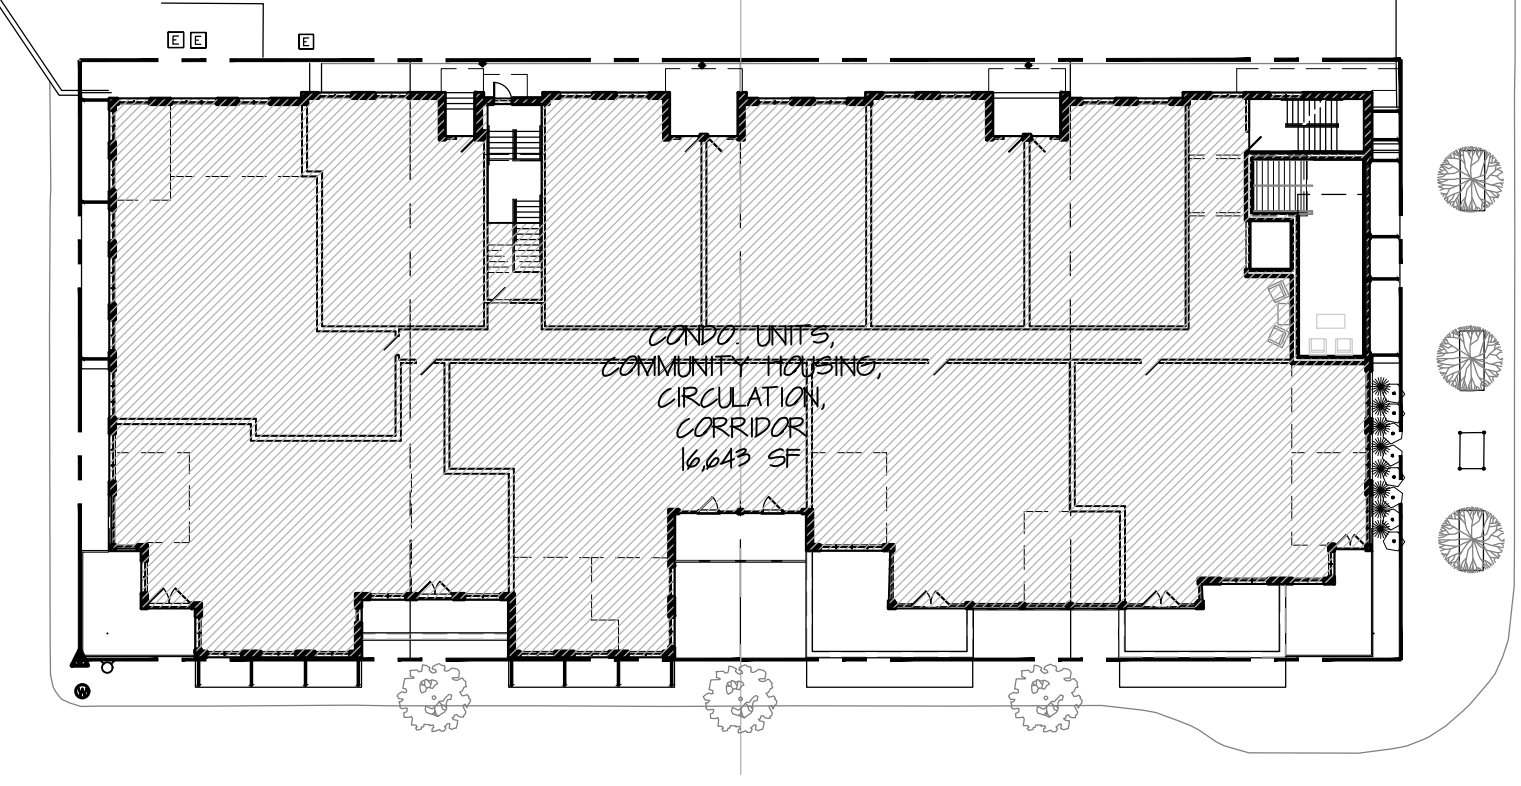 E E
E
CONDO. UNITS,
COMMUNITY HOUSING,
CIRCULATION,
CORRIDOR
16,643 SF
W